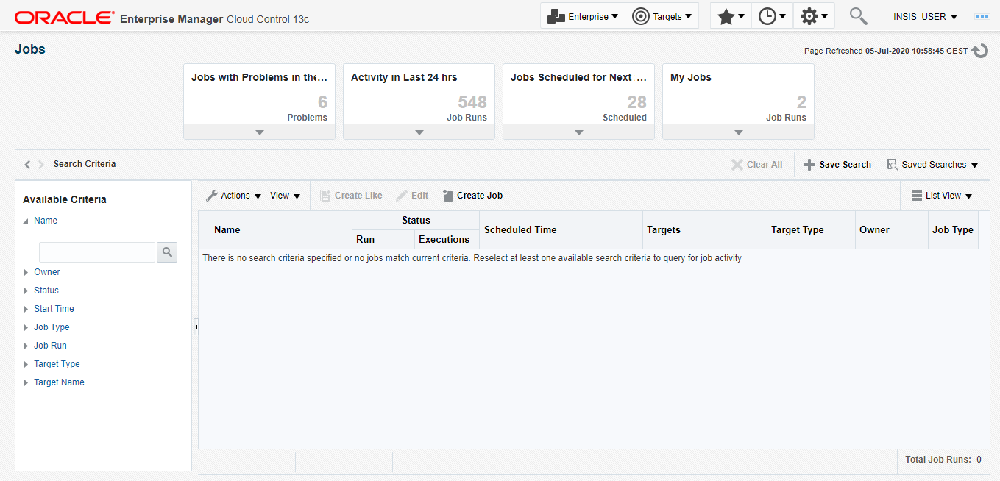 ORACLE® Enterprise Manager Cloud Control 13c
Enterprise Targets INSIS_USER
Jobs
Page Refreshed 05-Jul-2020 10:58:45 CEST
Jobs with Problems in the...
6
Problems
Activity in Last 24 hrs
548
Job Runs
Jobs Scheduled for Next ...
28
Scheduled
My Jobs
2
Job Runs
Search Criteria
Clear All Save Search Saved Searches
Available Criteria
Name
Owner
Status
Start Time
Job Type
Job Run
Target Type
Target Name
Actions View Create Like Edit Create Job List View
Name Status Scheduled Time Targets Target Type Owner Job Type
Run Executions
There is no search criteria specified or no jobs match current criteria. Reselect at least one available search criteria to query for job activity
Total Job Runs: 0